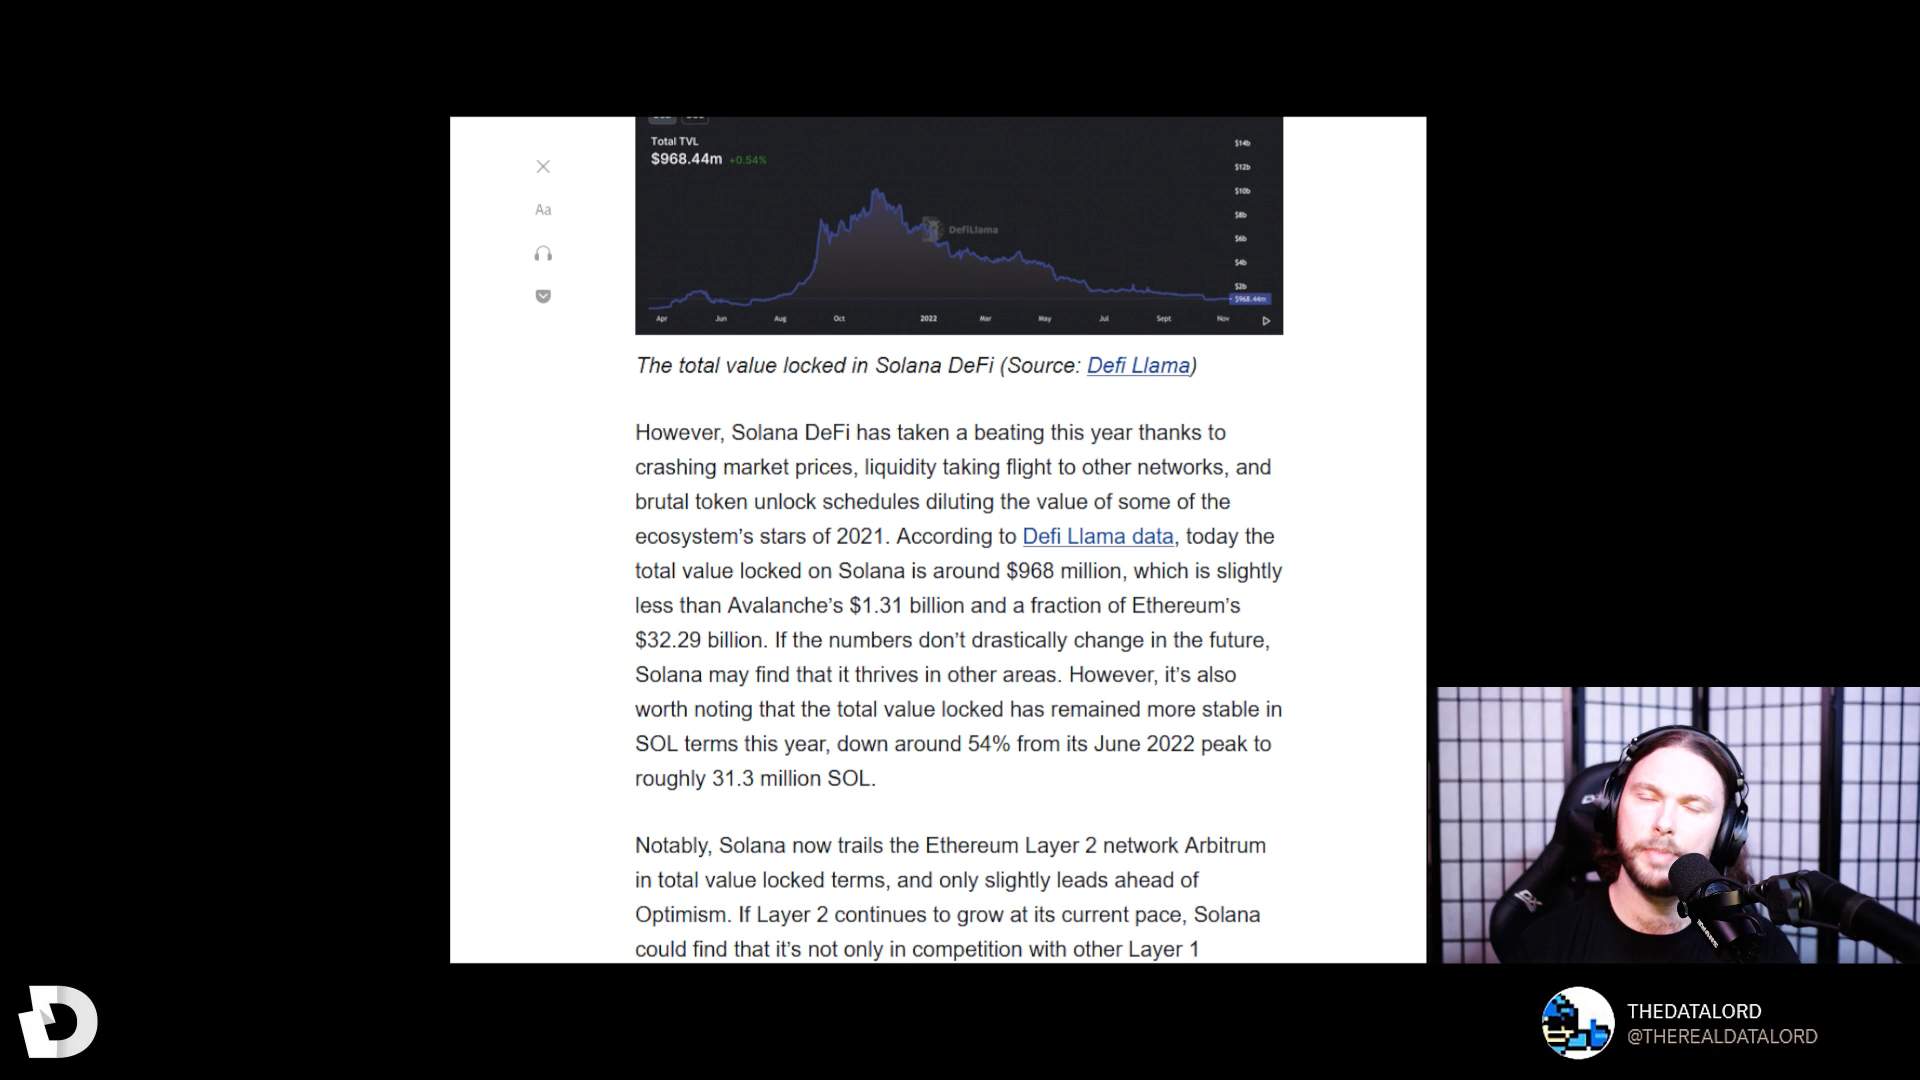 Total TVL
$968.44m +0.54%
$14b
$12b
$10b
$8b
$6b
$4b
$2b
$968.44m
DefiLlama
Apr Jun Aug Oct 2022 Mar May Jul Sept Nov
The total value locked in Solana DeFi (Source: Defi Llama)
However, Solana DeFi has taken a beating this year thanks to
crashing market prices, liquidity taking flight to other networks, and
brutal token unlock schedules diluting the value of some of the
ecosystem’s stars of 2021. According to Defi Llama data, today the
total value locked on Solana is around $968 million, which is slightly
less than Avalanche’s $1.31 billion and a fraction of Ethereum’s
$32.29 billion. If the numbers don’t drastically change in the future,
Solana may find that it thrives in other areas. However, it’s also
worth noting that the total value locked has remained more stable in
SOL terms this year, down around 54% from its June 2022 peak to
roughly 31.3 million SOL.
Notably, Solana now trails the Ethereum Layer 2 network Arbitrum
in total value locked terms, and only slightly leads ahead of
Optimism. If Layer 2 continues to grow at its current pace, Solana
could find that it’s not only in competition with other Layer 1
Aa
D
THEDATALORD
@THEREALDATALORD